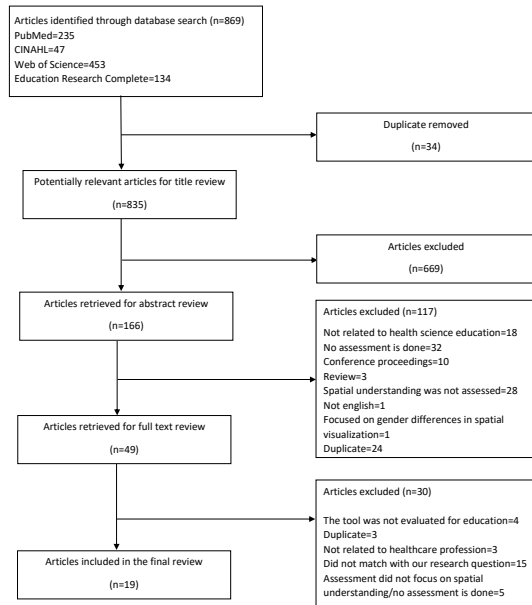 Articles identified through database search (n=869)
PubMed=235
CINAHL=47
Web of Science=453
Education Research Complete=134
Duplicate removed
(n=34)
Potentially relevant articles for title review
(n=835)
Articles excluded
(n=669)
Articles retrieved for abstract review
(n=166)
Articles excluded (n=117)
Not related to health science education=18
No assessment is done=32
Conference proceedings=10
Review=3
Spatial understanding was not assessed=28
Not english=1
Focused on gender differences in spatial
visualization=1
Duplicate=24
Articles retrieved for full text review
(n=49)
Articles excluded (n=30)
The tool was not evaluated for education=4
Duplicate=3
Not related to healthcare profession=3
Did not match with our research question=15
Assessment did not focus on spatial
understanding/no assessment is done=5
Articles included in the final review
(n=19)